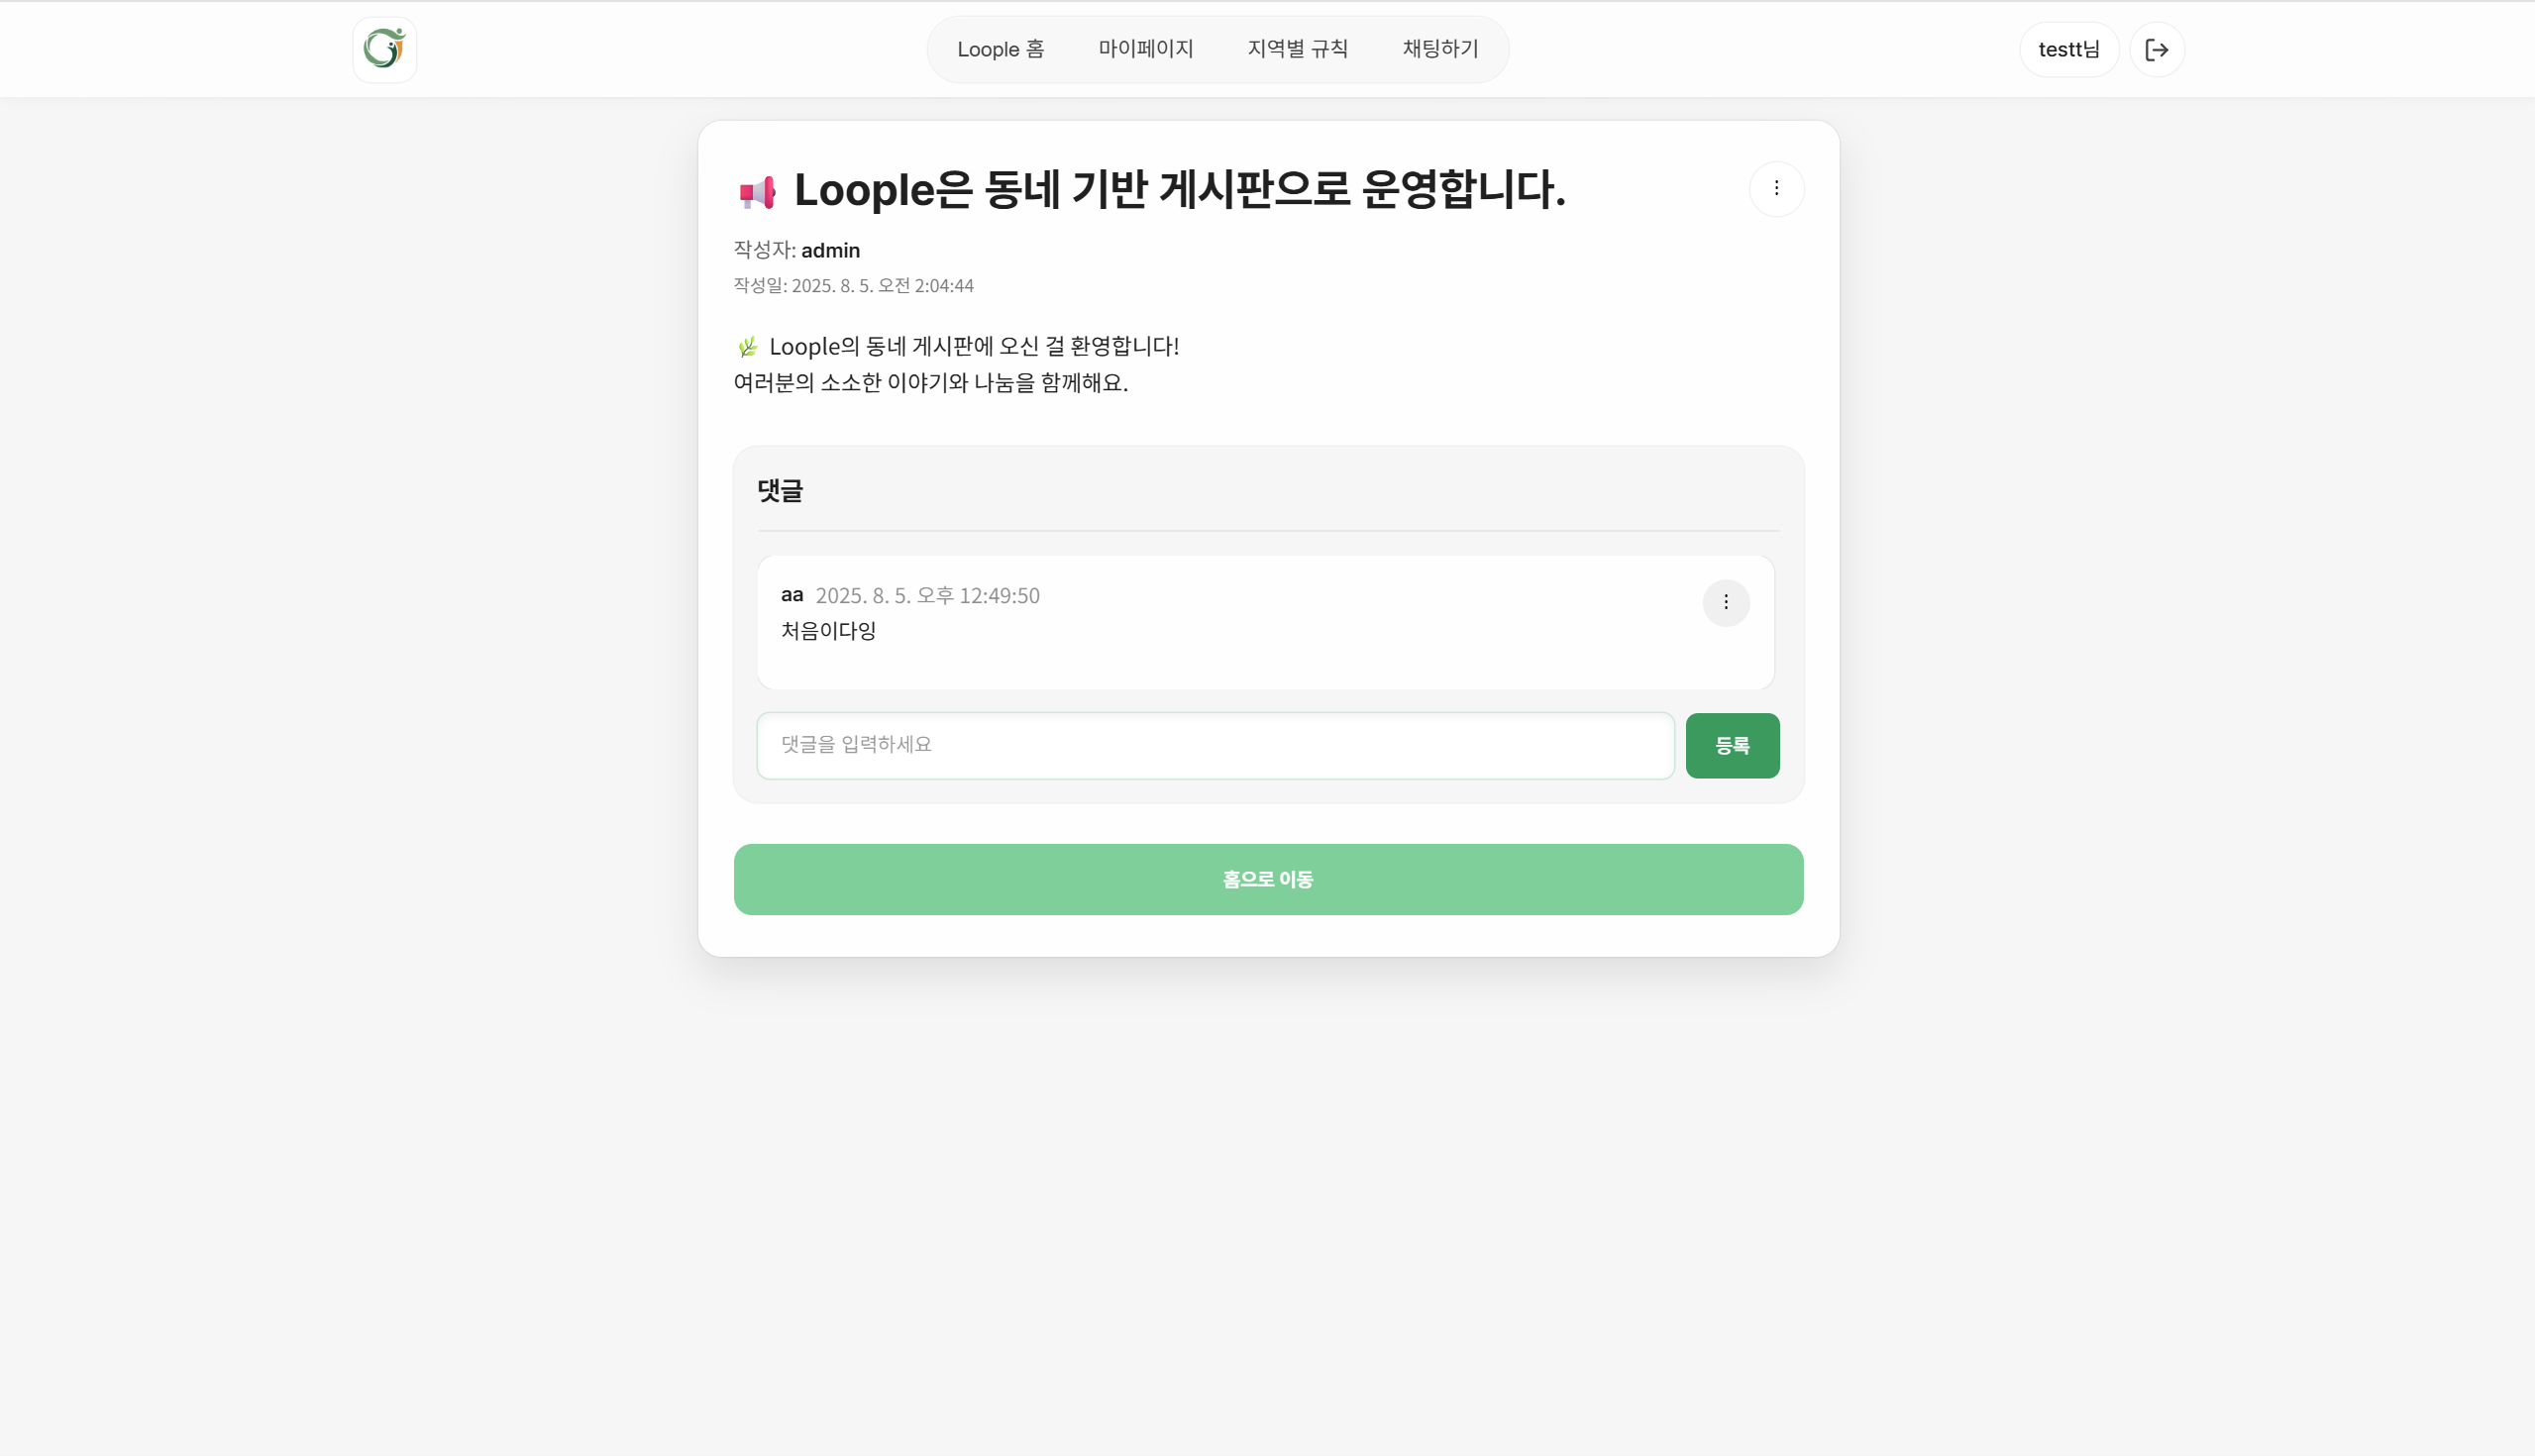 Loople 홈 마이페이지 지역별 규칙 채팅하기 testt님
📢 Loople은 동네 기반 게시판으로 운영합니다.
작성자: admin
작성일: 2025. 8. 5. 오전 2:04:44
🌿 Loople의 동네 게시판에 오신 걸 환영합니다!
여러분의 소소한 이야기와 나눔을 함께해요.
댓글
aa 2025. 8. 5. 오후 12:49:50
처음이다잉
댓글을 입력하세요 등록
홈으로 이동